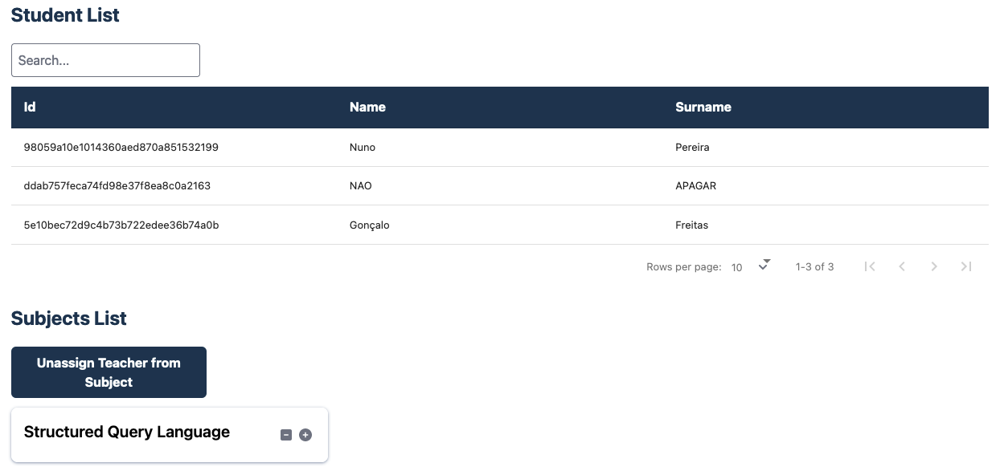 Student List
Search...
Id Name Surname
98059a10e1014360aed870a851532199 Nuno Pereira
ddab757feca74fd98e37f8ea8c0a2163 NAO APAGAR
5e10bec72d9c4b73b722edee36b74a0b Gonçalo Freitas
Rows per page: 10 1-3 of 3
Subjects List
Unassign Teacher from
Subject
Structured Query Language